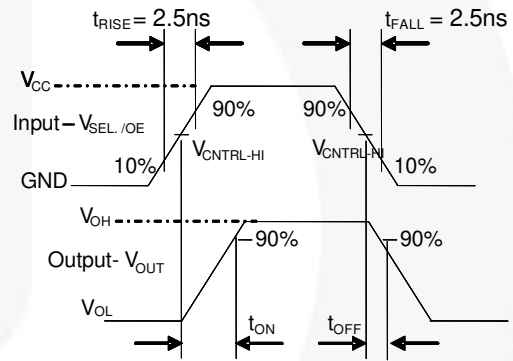 tRISE = 2.5ns
tFALL = 2.5ns
VCC
90%
90%
Input – VSEL. /OE
VCNTRL-HI
VCNTRL-HI
10%
10%
GND
VOH
90%
90%
Output- VOUT
VOL
tON
tOFF